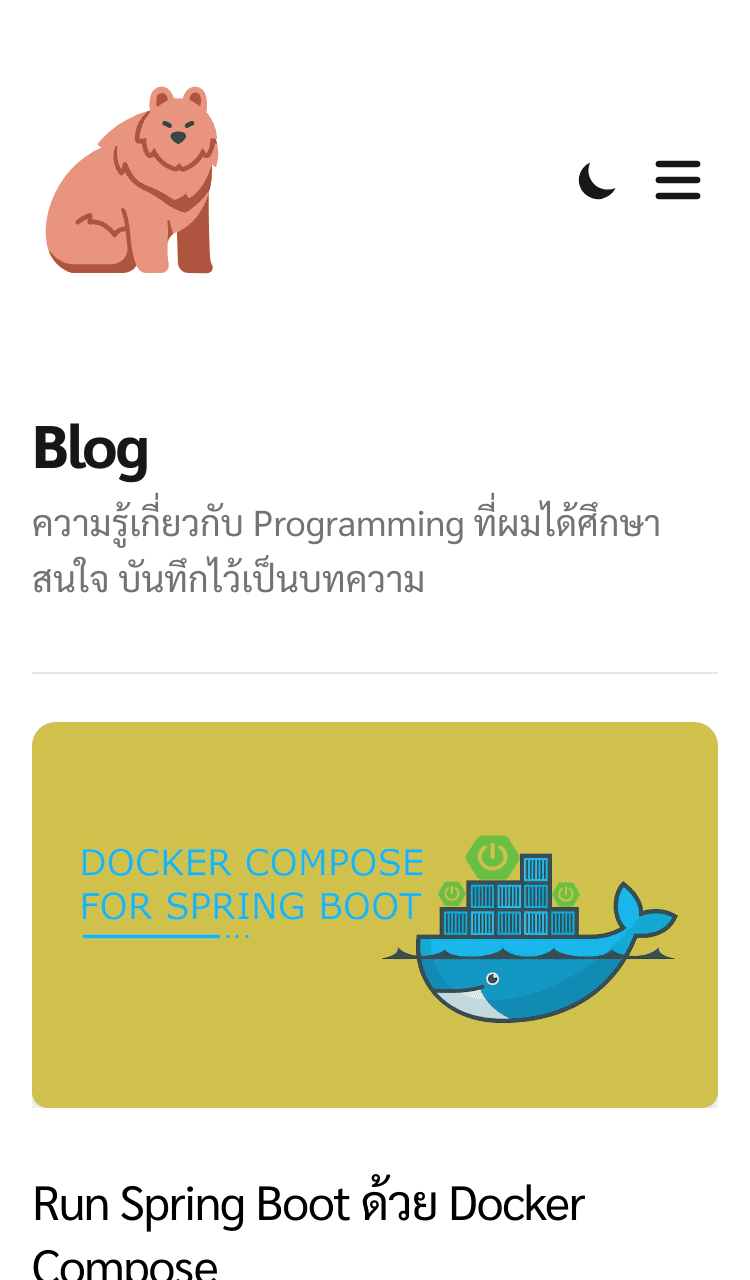 Blog
ความรู้เกี่ยวกับ Programming ที่ผมได้ศึกษา
สนใจ บันทึกไว้เป็นบทความ
DOCKER COMPOSE
FOR SPRING BOOT
Run Spring Boot ด้วย Docker
Compose